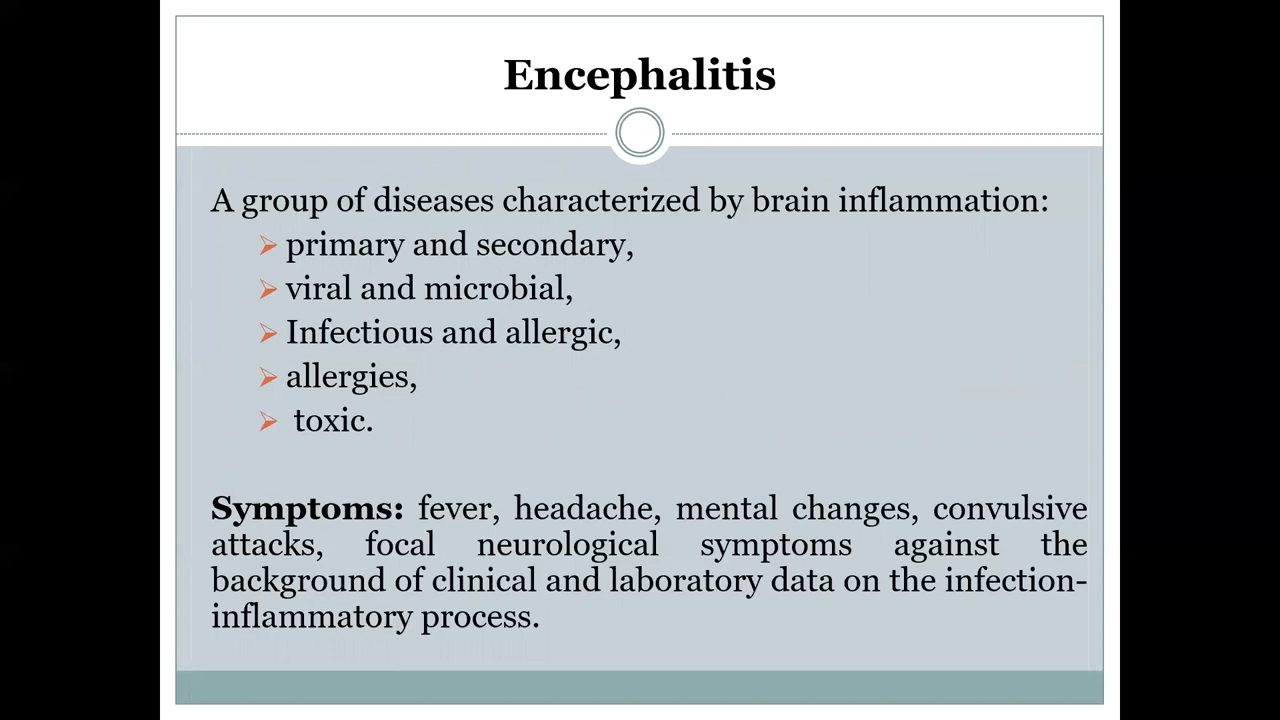 Encephalitis
A group of diseases characterized by brain inflammation:
primary and secondary,
viral and microbial,
Infectious and allergic,
allergies,
toxic.
Symptoms: fever, headache, mental changes, convulsive
attacks, focal neurological symptoms against the
background of clinical and laboratory data on the infection-
inflammatory process.